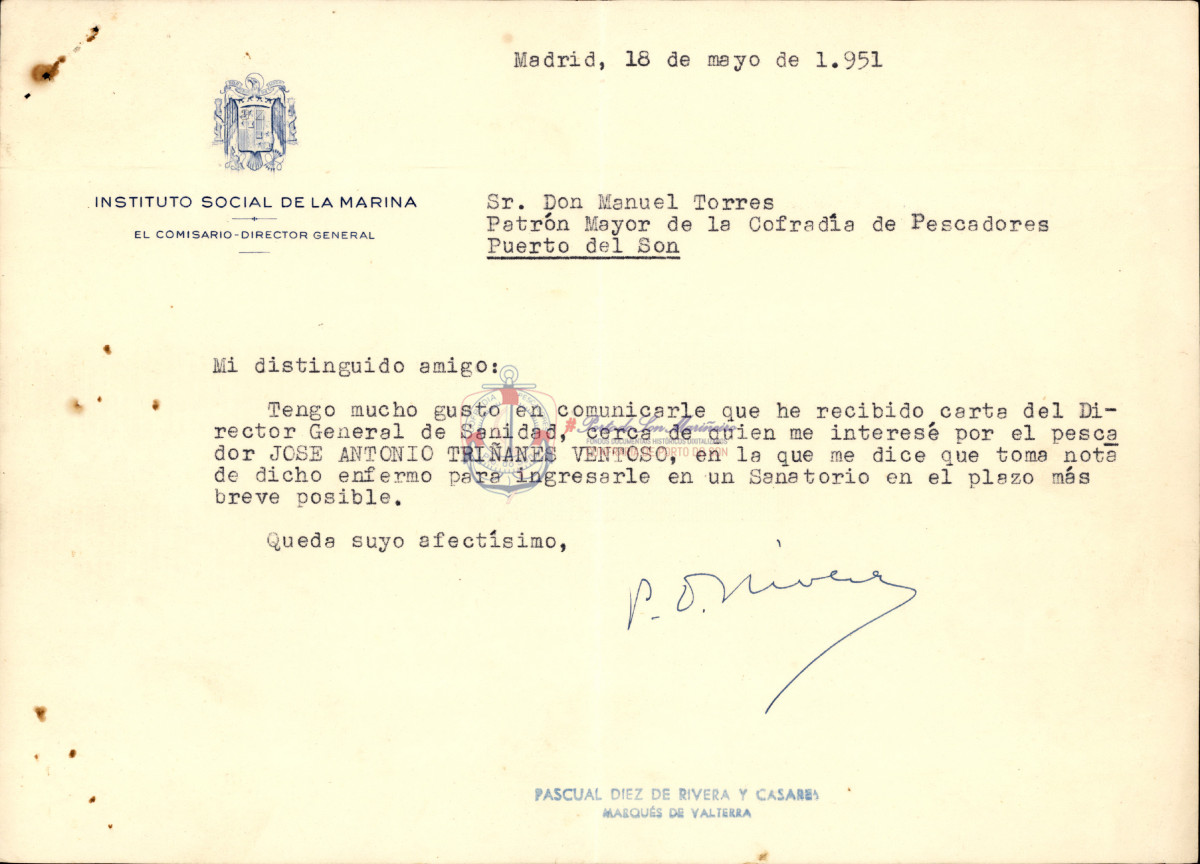 Madrid, 18 de mayo de 1.951
INSTITUTO SOCIAL DE LA MARINA
EL COMISARIO-DIRECTOR GENERAL
Sr. Don Manuel Torres
Patrón Mayor de la Cofradía de Pescadores
Puerto del Son
Mi distinguido amigo:
Tengo mucho gusto en comunicarle que he recibido carta del Di-
rector General de Sanidad, cerca de quien me interesé por el pesca
dor JOSE ANTONIO TRIÑANES VENTOSO, en la que me dice que toma nota
de dicho enfermo para ingresarle en un Sanatorio en el plazo más
breve posible.
Queda suyo afectísimo,
P. D. Rivera
PASCUAL DIEZ DE RIVERA Y CASARES
MARQUÉS DE VALTERRA